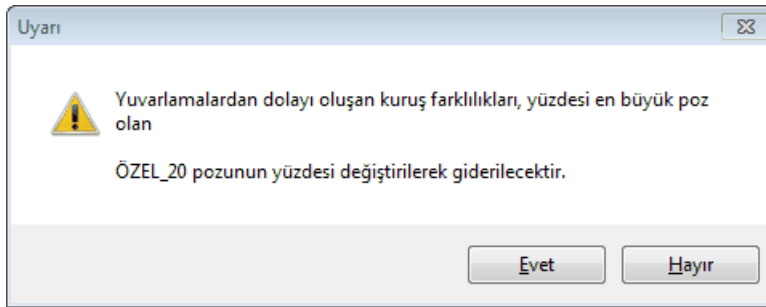 Uyarı
Yuvarlamalardan dolayı oluşan kuruş farklılıkları, yüzdesi en büyük poz
olan
ÖZEL_20 pozunun yüzdesi değiştirilerek giderilecektir.
Evet
Hayır